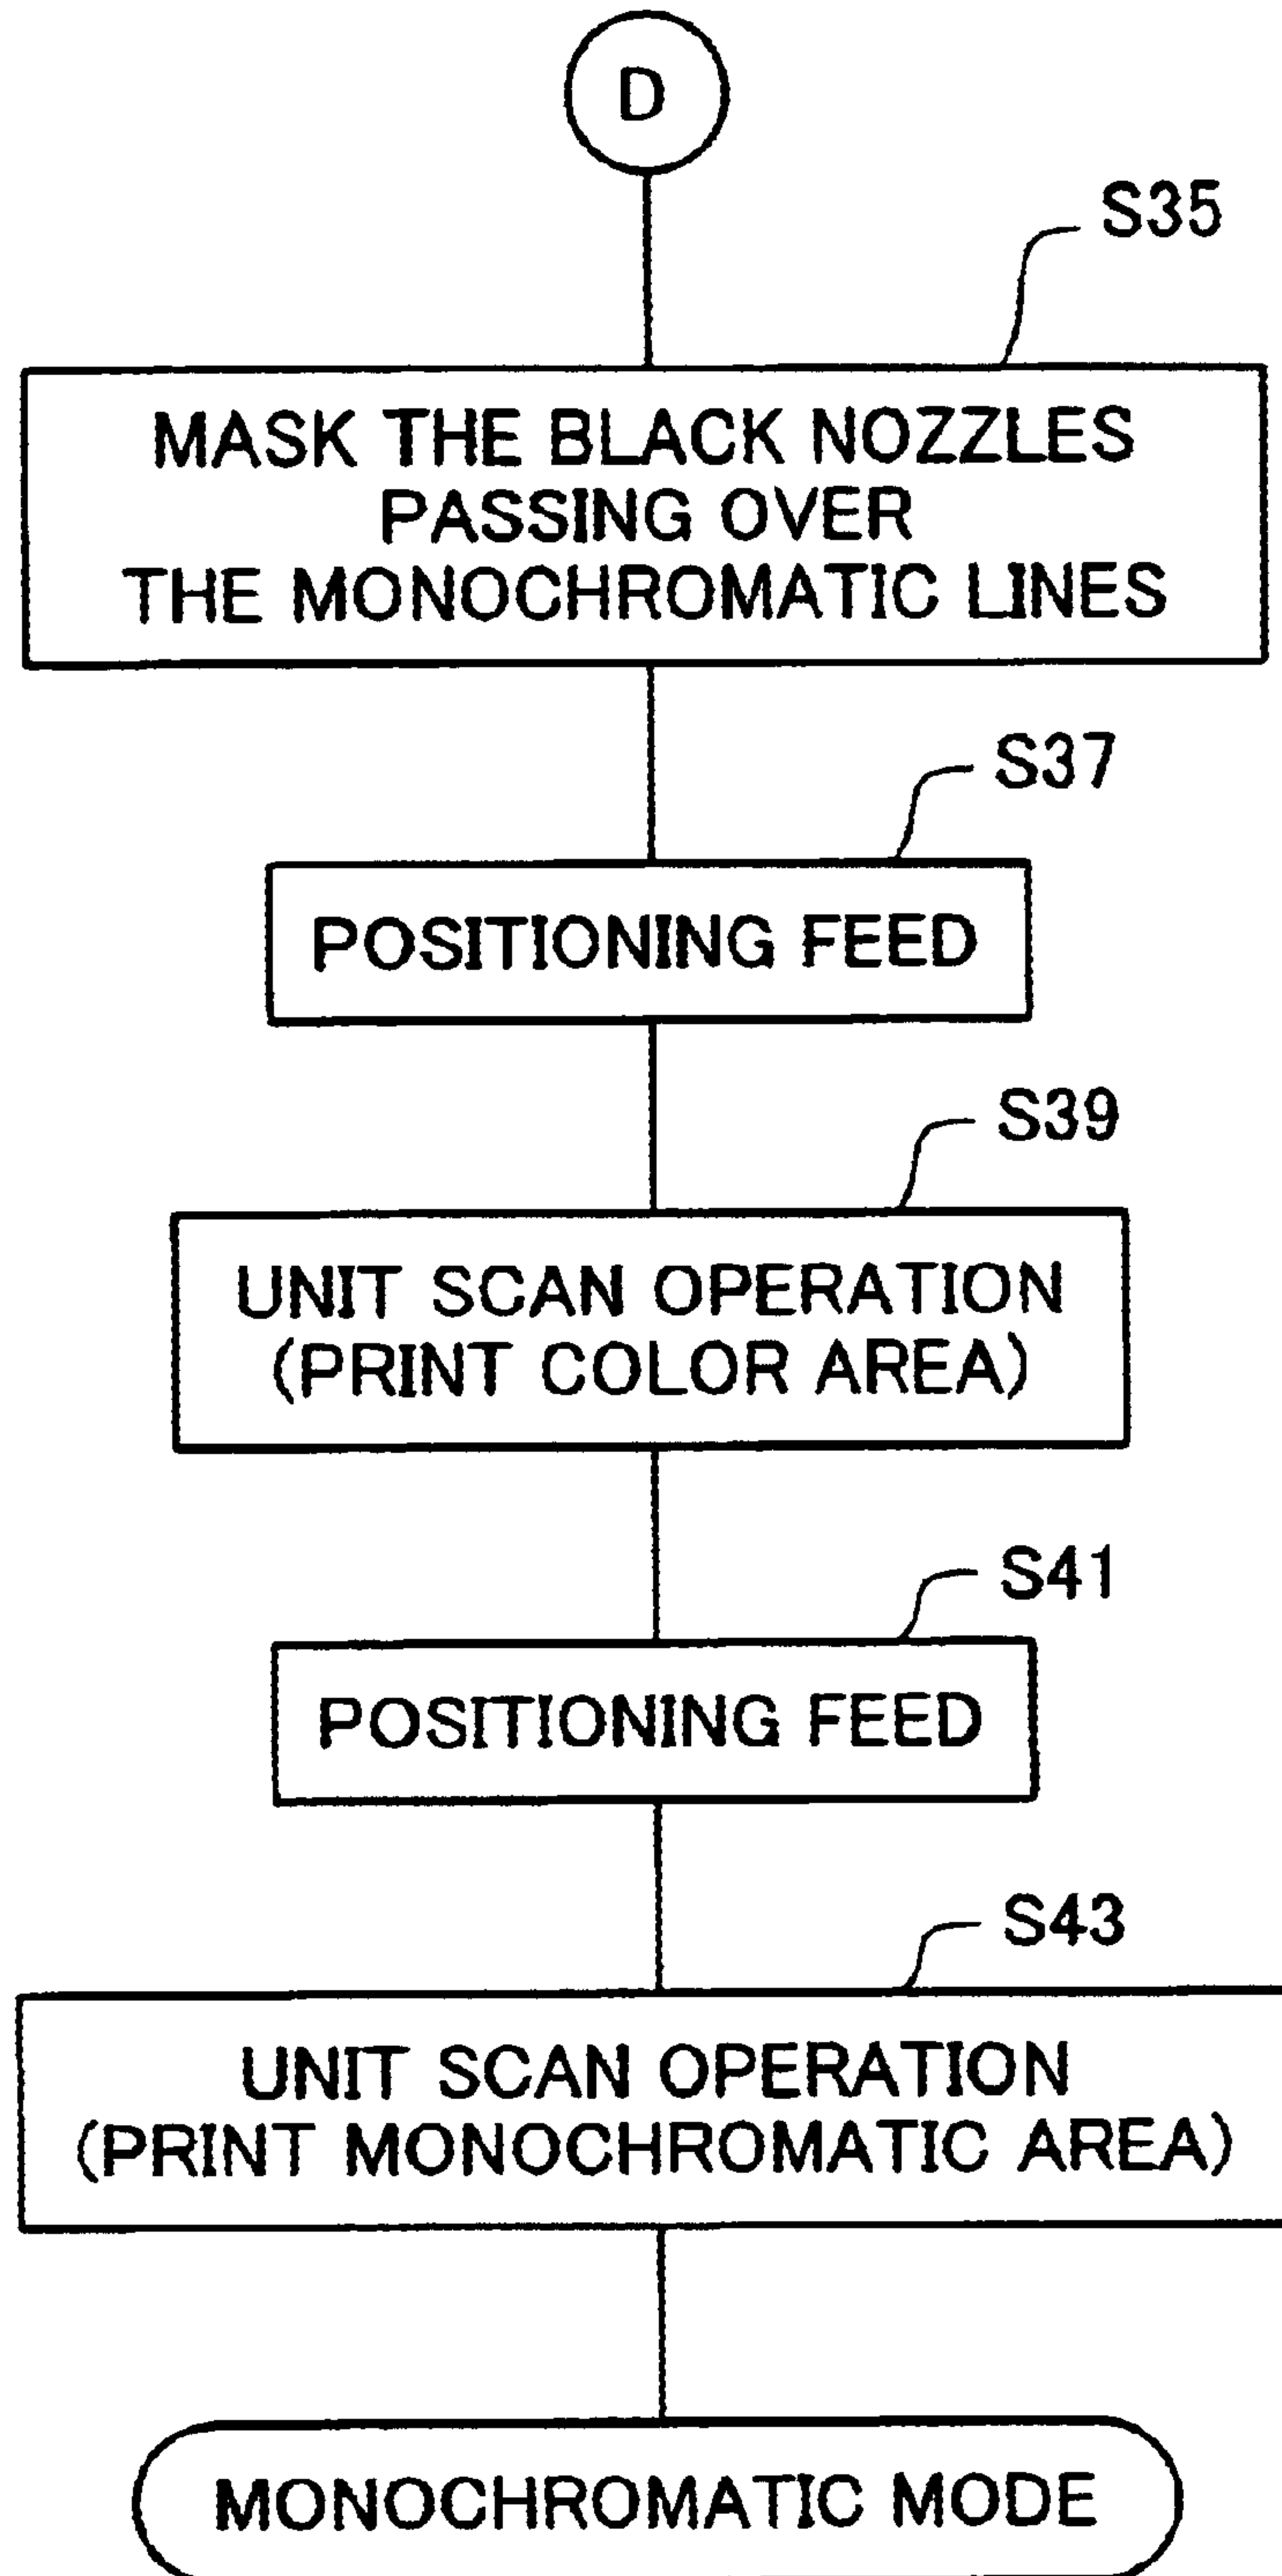 D
S35
MASK THE BLACK NOZZLES
PASSING OVER
THE MONOCHROMATIC LINES
S37
POSITIONING FEED
S39
UNIT SCAN OPERATION
(PRINT COLOR AREA)
S41
POSITIONING FEED
S43
UNIT SCAN OPERATION
(PRINT MONOCHROMATIC AREA)
MONOCHROMATIC MODE